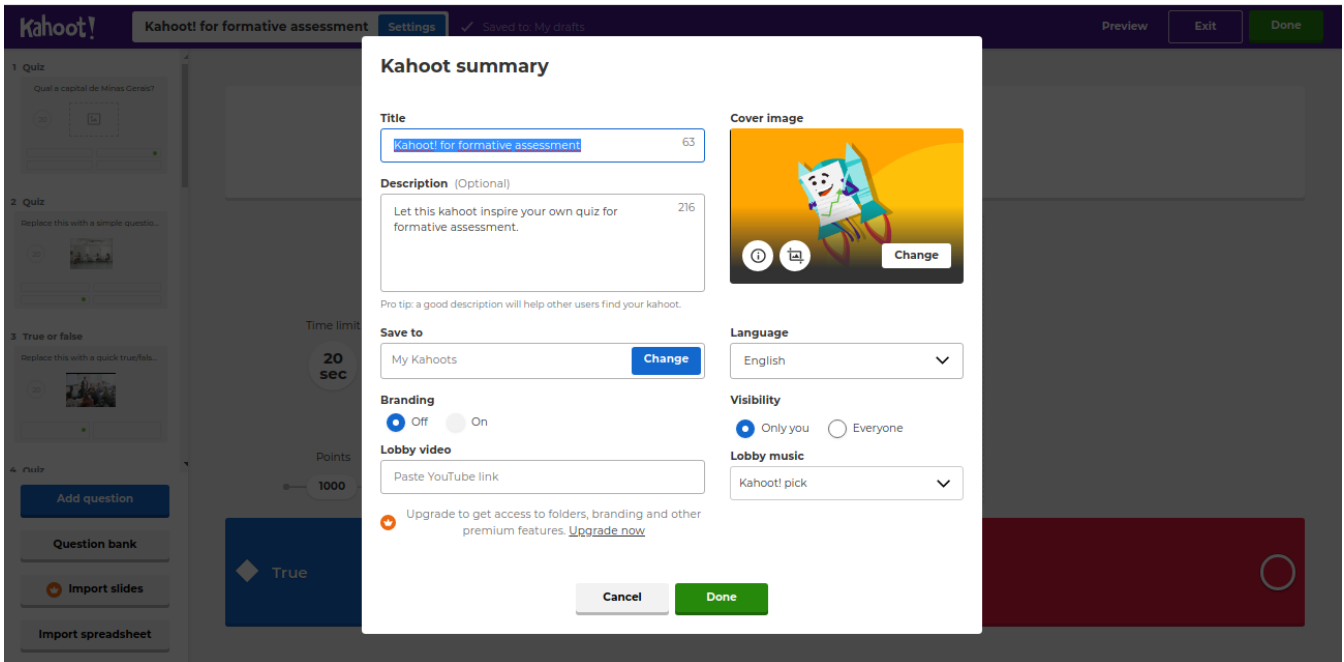 Kahoot!
Kahoot! for formative assessment
Settings
Saved to: My drafts
Preview
Exit
Done
1 Quiz
Qual a capital de Minas Gerais?
20
2 Quiz
Replace this with a simple questio...
20
3 True or false
Replace this with a quick true/fals...
20
4 Quiz
Add question
Question bank
Import slides
Import spreadsheet
Time limit
20
sec
Points
1000
True
Kahoot summary
Title
Kahoot! for formative assessment
63
Description (Optional)
Let this kahoot inspire your own quiz for
formative assessment.
216
Pro tip: a good description will help other users find your kahoot.
Save to
My Kahoots
Change
Branding
Off
On
Lobby video
Paste YouTube link
Upgrade to get access to folders, branding and other
premium features. Upgrade now
Cover image
Change
Language
English
Visibility
Only you
Everyone
Lobby music
Kahoot! pick
Cancel
Done